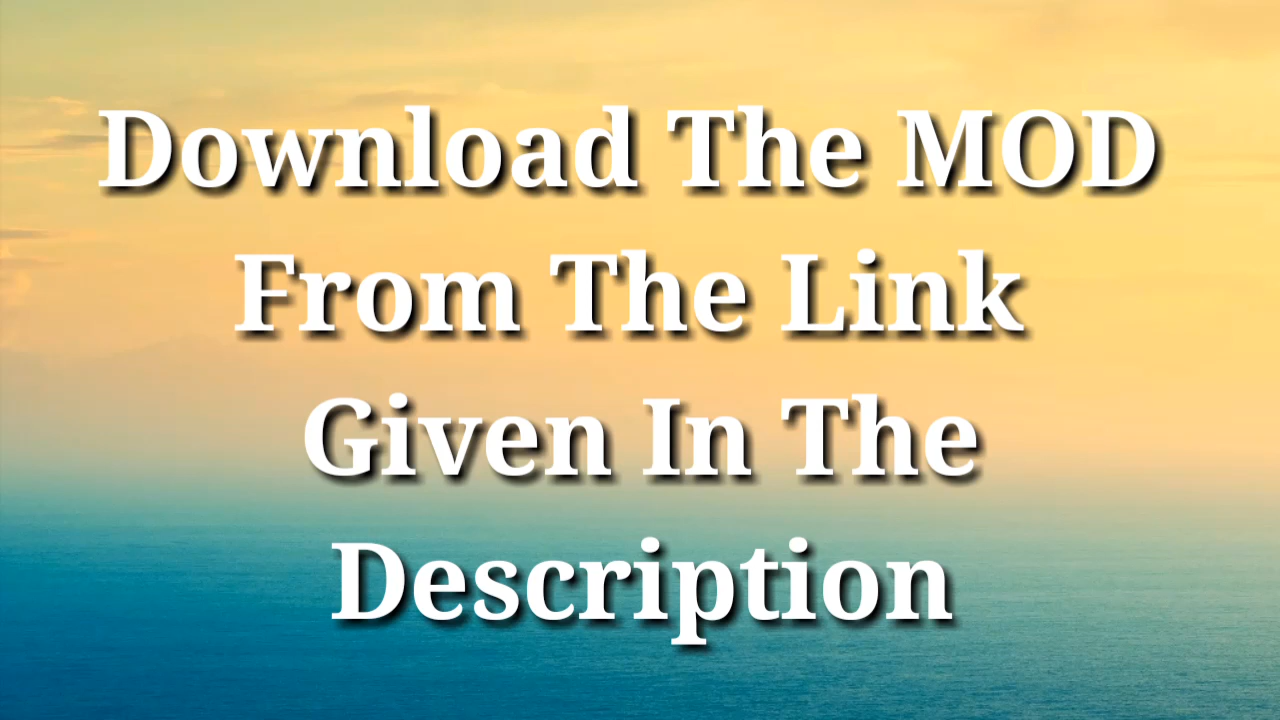 Download The MOD
From The Link
Given In The
Description